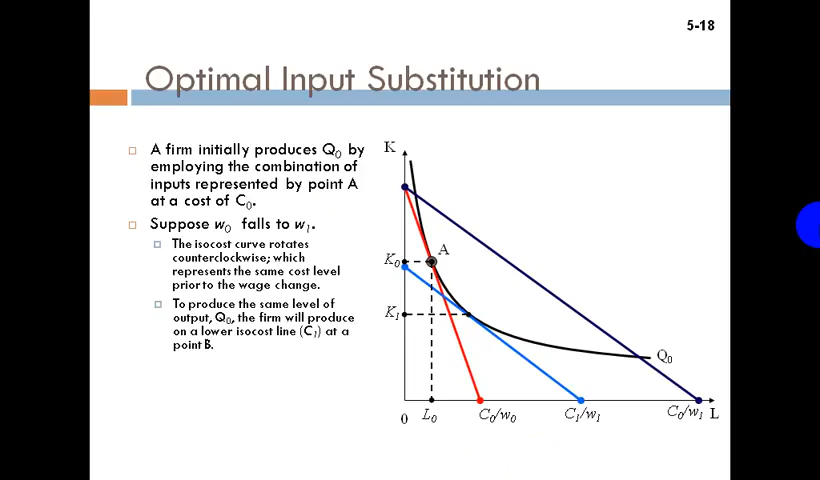 5-18
Optimal Input Substitution
A firm initially produces Q0 by
employing the combination of
inputs represented by point A
at a cost of C0.
Suppose w0 falls to w1.
The isocost curve rotates
counterclockwise; which
represents the same cost level
prior to the wage change.
To produce the same level of
output, Q0, the firm will produce
on a lower isocost line (C1) at a
point B.
K
A
K0
K1
Q0
0
L0
C0/w0
C1/w1
C0/w1
L